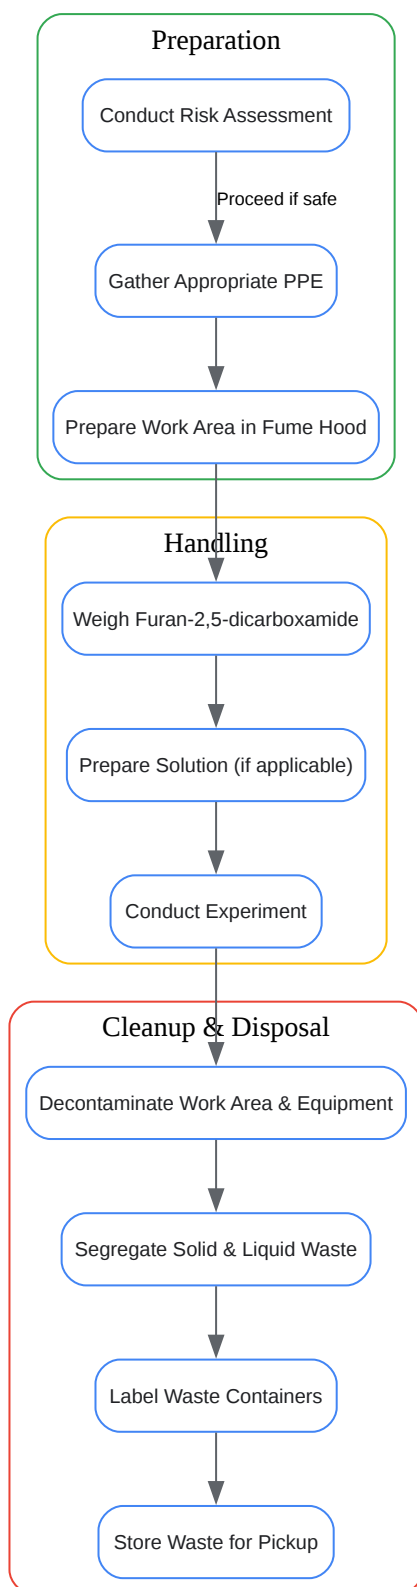 Preparation
Conduct Risk Assessment
Proceed if safe
Gather Appropriate PPE
Prepare Work Area in Fume Hood
Handling
Weigh Furan-2,5-dicarboxamide
Prepare Solution (if applicable)
Conduct Experiment
Cleanup & Disposal
Decontaminate Work Area & Equipment
Segregate Solid & Liquid Waste
Label Waste Containers
Store Waste for Pickup